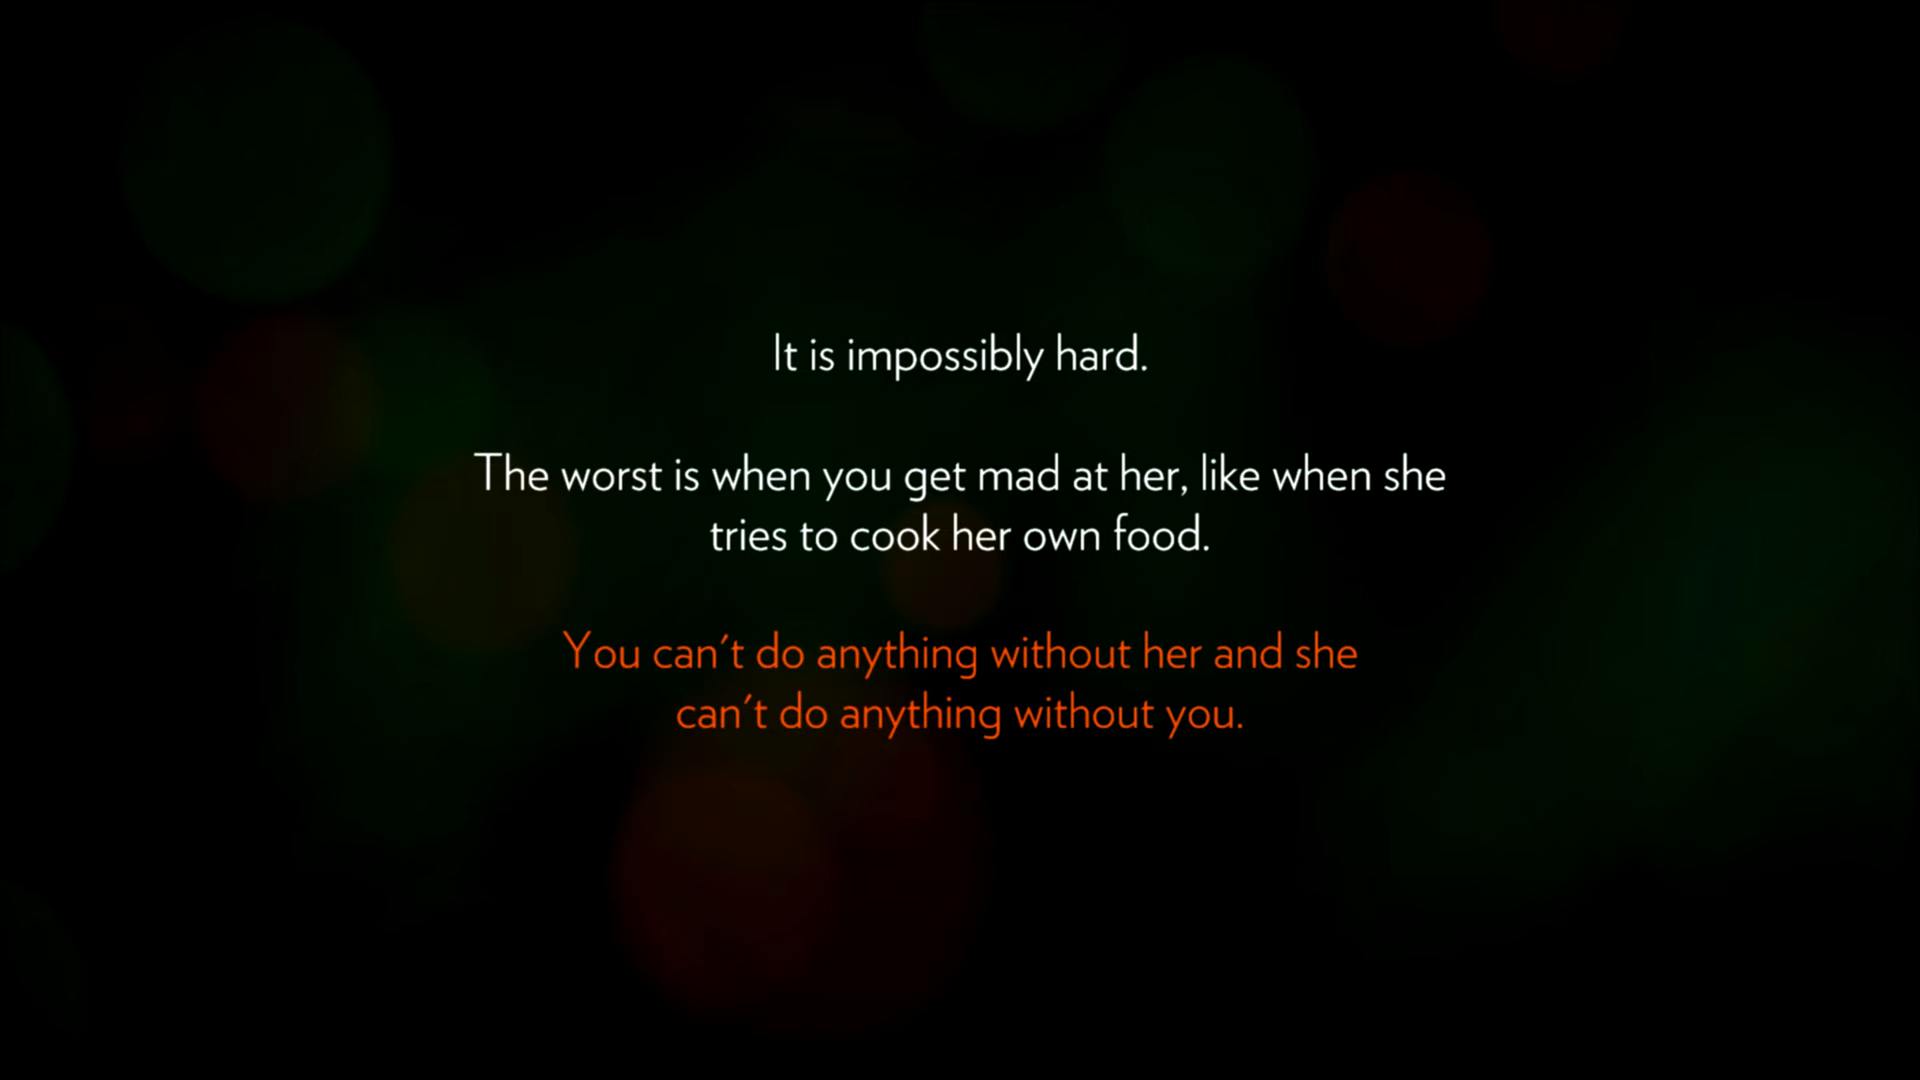 It is impossibly hard.
The worst is when you get mad at her, like when she
tries to cook her own food.
You can't do anything without her and she
can't do anything without you.